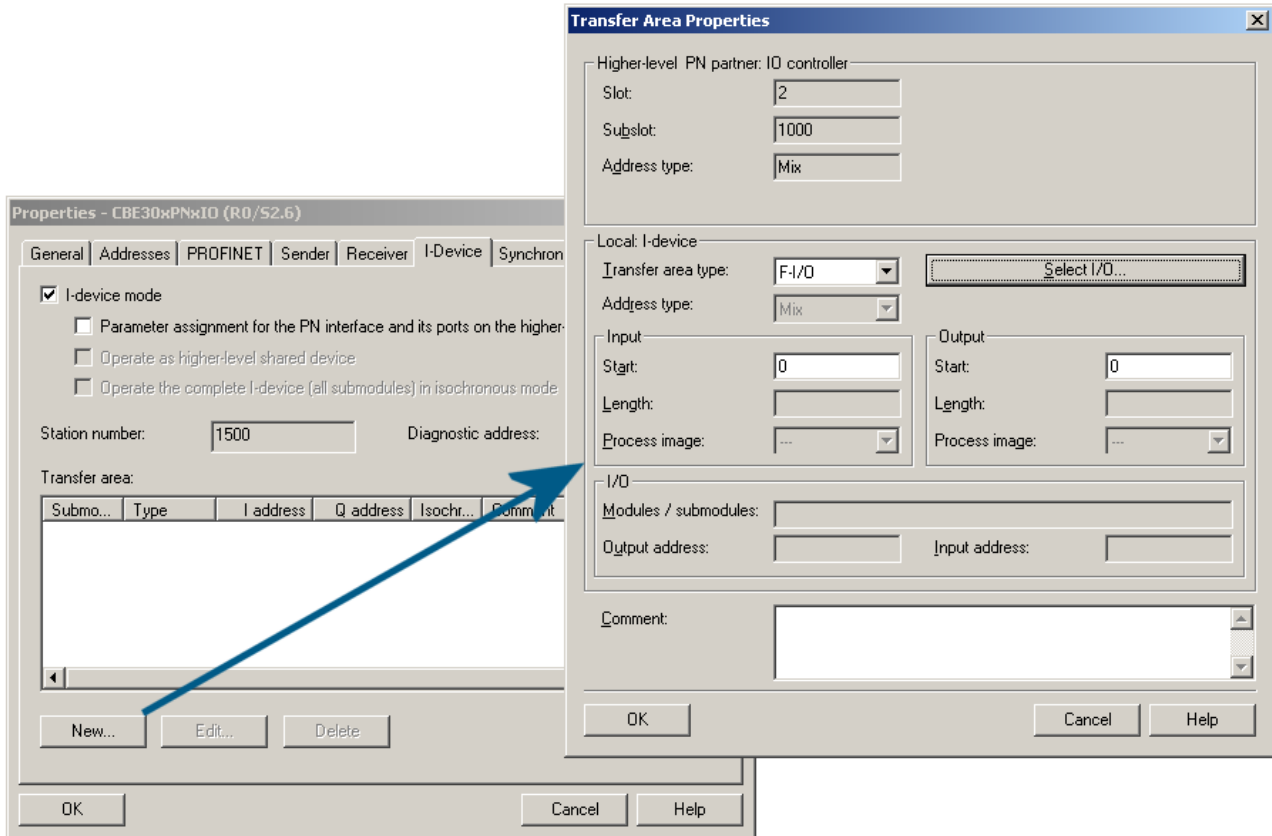 Transfer Area Properties
Higher-level PN partner: IO controller
Slot: 2
Subslot: 1000
Address type: Mix
Local: I-device
Transfer area type: F-I/O Select I/O...
Address type: Mix
Input Output
Start: 0 Start: 0
Length: Length:
Process image: --- Process image: ---
I/O
Modules / submodules:
Output address: Input address:
Comment:
OK Cancel Help
Properties - CBE30xPNxIO (R0/S2.6)
General Addresses PROFINET Sender Receiver I-Device Synchron
I-device mode
Parameter assignment for the PN interface and its ports on the higher-
Operate as higher-level shared device
Operate the complete I-device (all submodules) in isochronous mode
Station number: 1500 Diagnostic address:
Transfer area:
Submo... Type I address Q address Isochr... Comment
New... Edit... Delete
OK Cancel Help